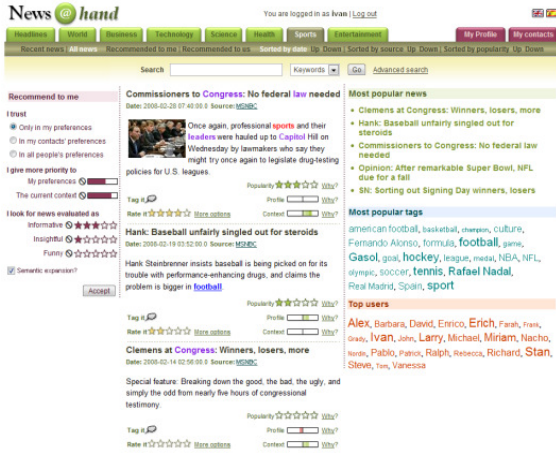 News @ hand
You are logged in as Ivan | Log out
Headlines World Business Technology Science Health Sports Entertainment My Profile My contacts
Recent news | All news Recommended to me | Recommended to us Sorted by date Up Down | Sorted by source Up Down | Sorted by popularity Up Down
Search Keywords Go Advanced search
Recommend to me
I trust
Only in my preferences
In my contacts' preferences
In all people's preferences
I give more priority to
My preferences
The current context
I look for news evaluated as
Informative
Insightful
Funny
Semantic expansion?
Accept
Commissioners to Congress: No federal law needed
Date: 2008-02-28 07:40:00.0 Source: MSNBC
Once again, professional sports and their
leaders were hauled up to Capitol Hill on
Wednesday by lawmakers who say they
might try once again to legislate drug-testing
policies for U.S. leagues.
Popularity Why?
Tag it Profile Why?
Rate it More options Context Why?
Hank: Baseball unfairly singled out for steroids
Date: 2008-02-19 03:52:00.0 Source: MSNBC
Hank Steinbrenner insists baseball is being picked on for its
trouble with performance-enhancing drugs, and claims the
problem is bigger in football.
Popularity Why?
Tag it Profile Why?
Rate it More options Context Why?
Clemens at Congress: Winners, losers, more
Date: 2008-02-14 02:56:00.0 Source: MSNBC
Special feature: Breaking down the good, the bad, the ugly, and
simply the odd from nearly five hours of congressional
testimony.
Popularity Why?
Tag it Profile Why?
Rate it More options Context Why?
Most popular news
Clemens at Congress: Winners, losers, more
Hank: Baseball unfairly singled out for
steroids
Commissioners to Congress: No federal law
needed
Opinion: After remarkable Super Bowl, NFL
due for a fall
SN: Sorting out Signing Day winners, losers
Most popular tags
american football, basketball, champion, culture,
Fernando Alonso, formula, football, game,
Gasol, goal, hockey, league, medal, NBA, NFL,
olympic, soccer, tennis, Rafael Nadal,
Real Madrid, Spain, sport
Top users
Alex, Barbara, David, Enrico, Erich, Farah, Frank,
Grady, Ivan, John, Larry, Michael, Miriam, Nacho,
Nordin, Pablo, Patrick, Ralph, Rebecca, Richard, Stan,
Steve, Tom, Vanessa